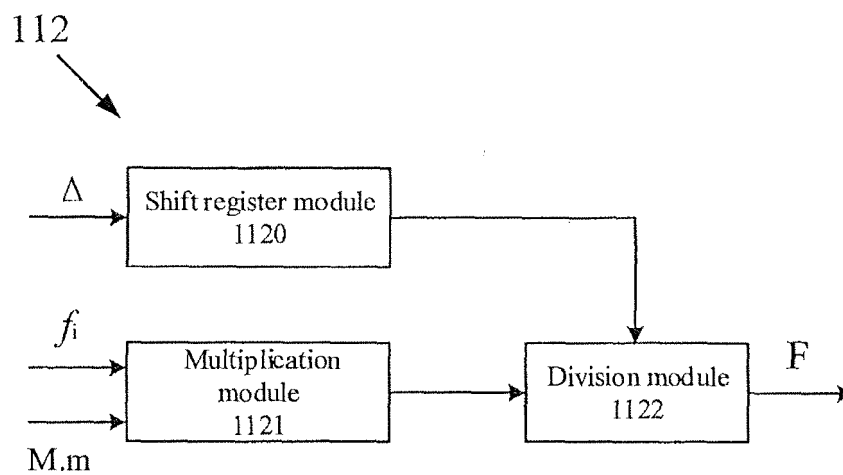 112
Δ
Shift register module
1120
fi
Multiplication
module
1121
M,m
Division module
1122
F